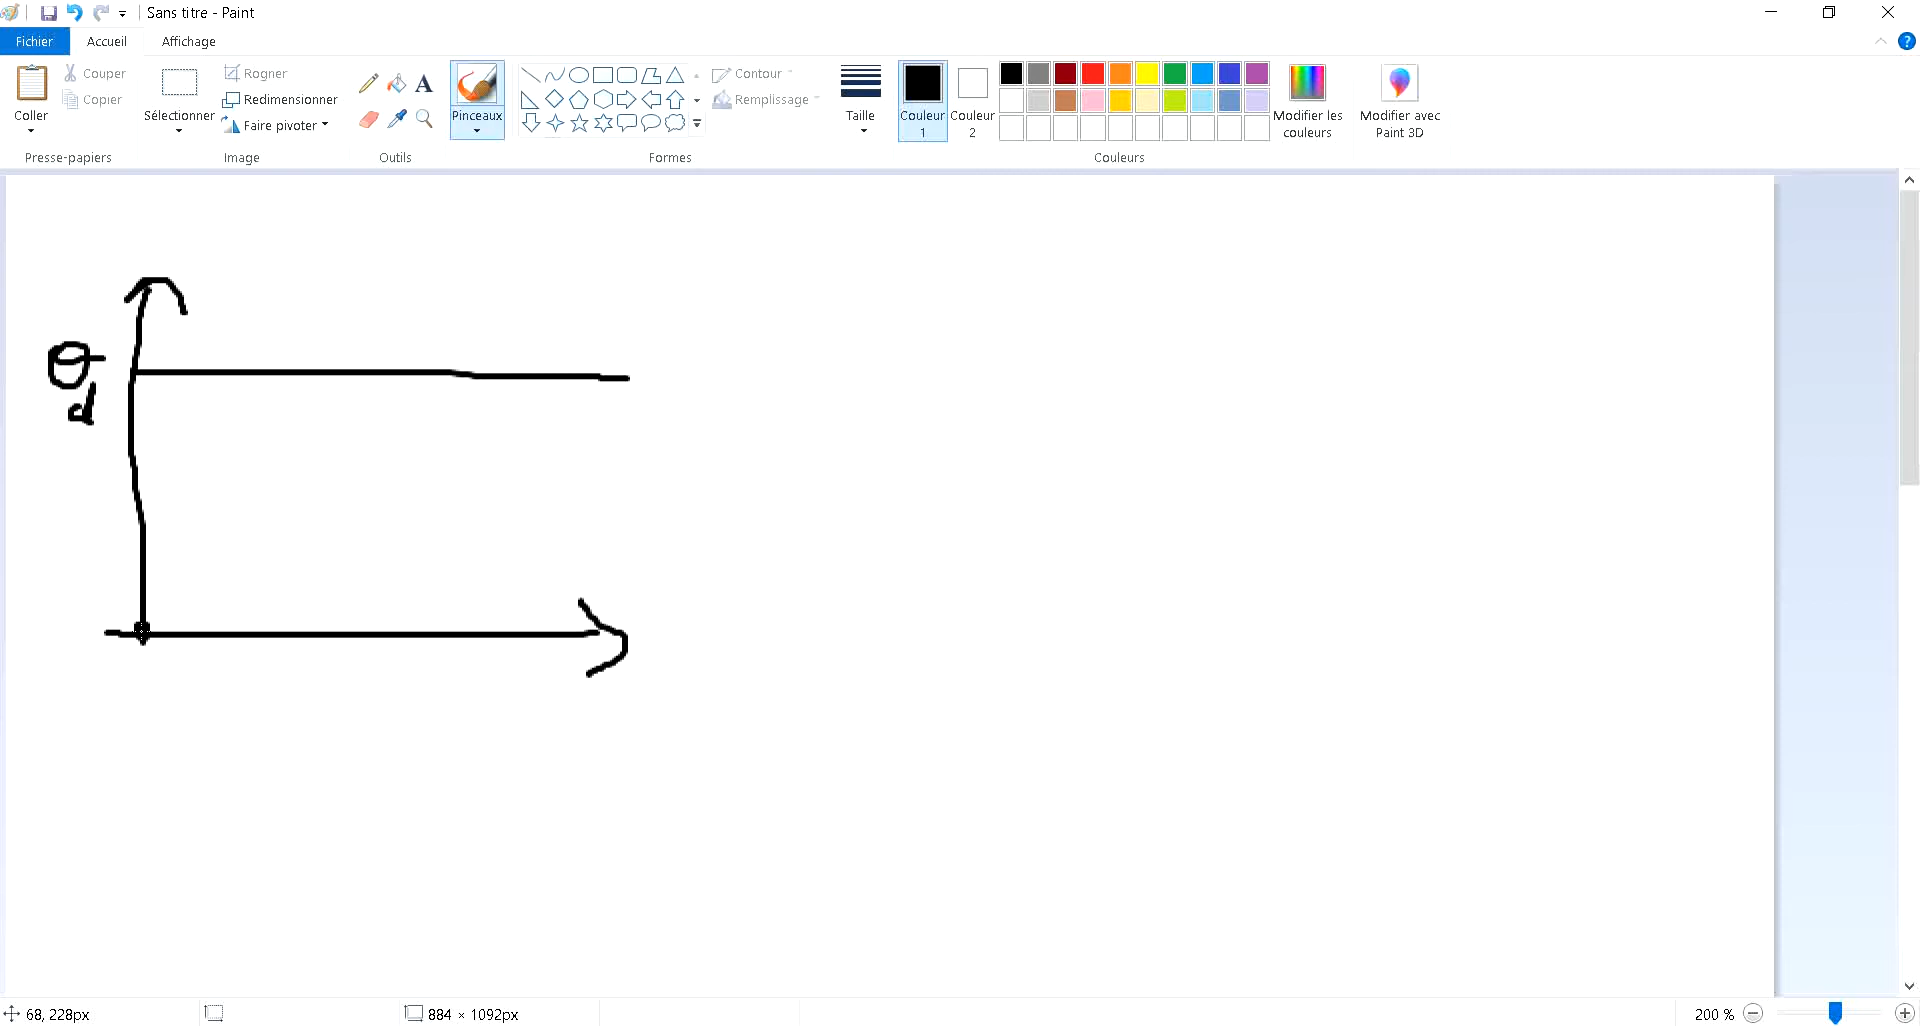 Sans titre - Paint
Fichier Accueil Affichage
Coller
Couper
Copier
Presse-papiers
Sélectionner
Rogner
Redimensionner
Faire pivoter
Image
A
Outils
Pinceaux
Formes
Contour
Remplissage
Taille
Couleur 1
Couleur 2
Couleurs
Modifier les couleurs
Modifier avec Paint 3D
?
σ
d
68, 228px
884 × 1092px
200 %